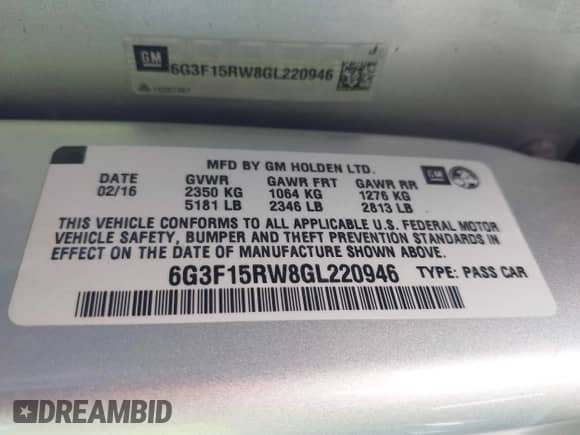 GM
6G3F15RW8GL220946
MFD BY GM HOLDEN LTD.
GM
DATE GVWR GAWR FRT GAWR RR
02/16 2350 KG 1064 KG 1276 KG
5181 LB 2346 LB 2813 LB
THIS VEHICLE CONFORMS TO ALL APPLICABLE U.S. FEDERAL MOTOR
VEHICLE SAFETY, BUMPER AND THEFT PREVENTION STANDARDS
IN EFFECT ON THE DATE OF MANUFACTURE SHOWN ABOVE.
6G3F15RW8GL220946 TYPE: PASS CAR
DREAMBID